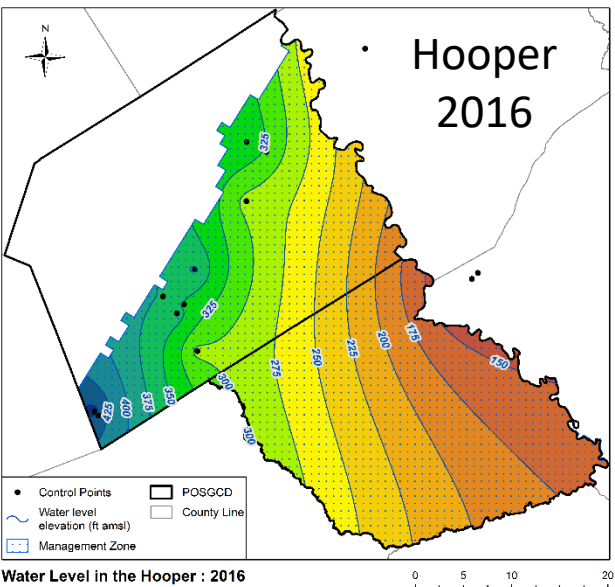 N
Hooper
2016
325
325
425
400
375
350
300
300
275
250
225
200
175
150
Control Points
POSGCD
Water level
elevation (ft amsl)
County Line
Management Zone
Water Level in the Hooper : 2016
0 5 10 20